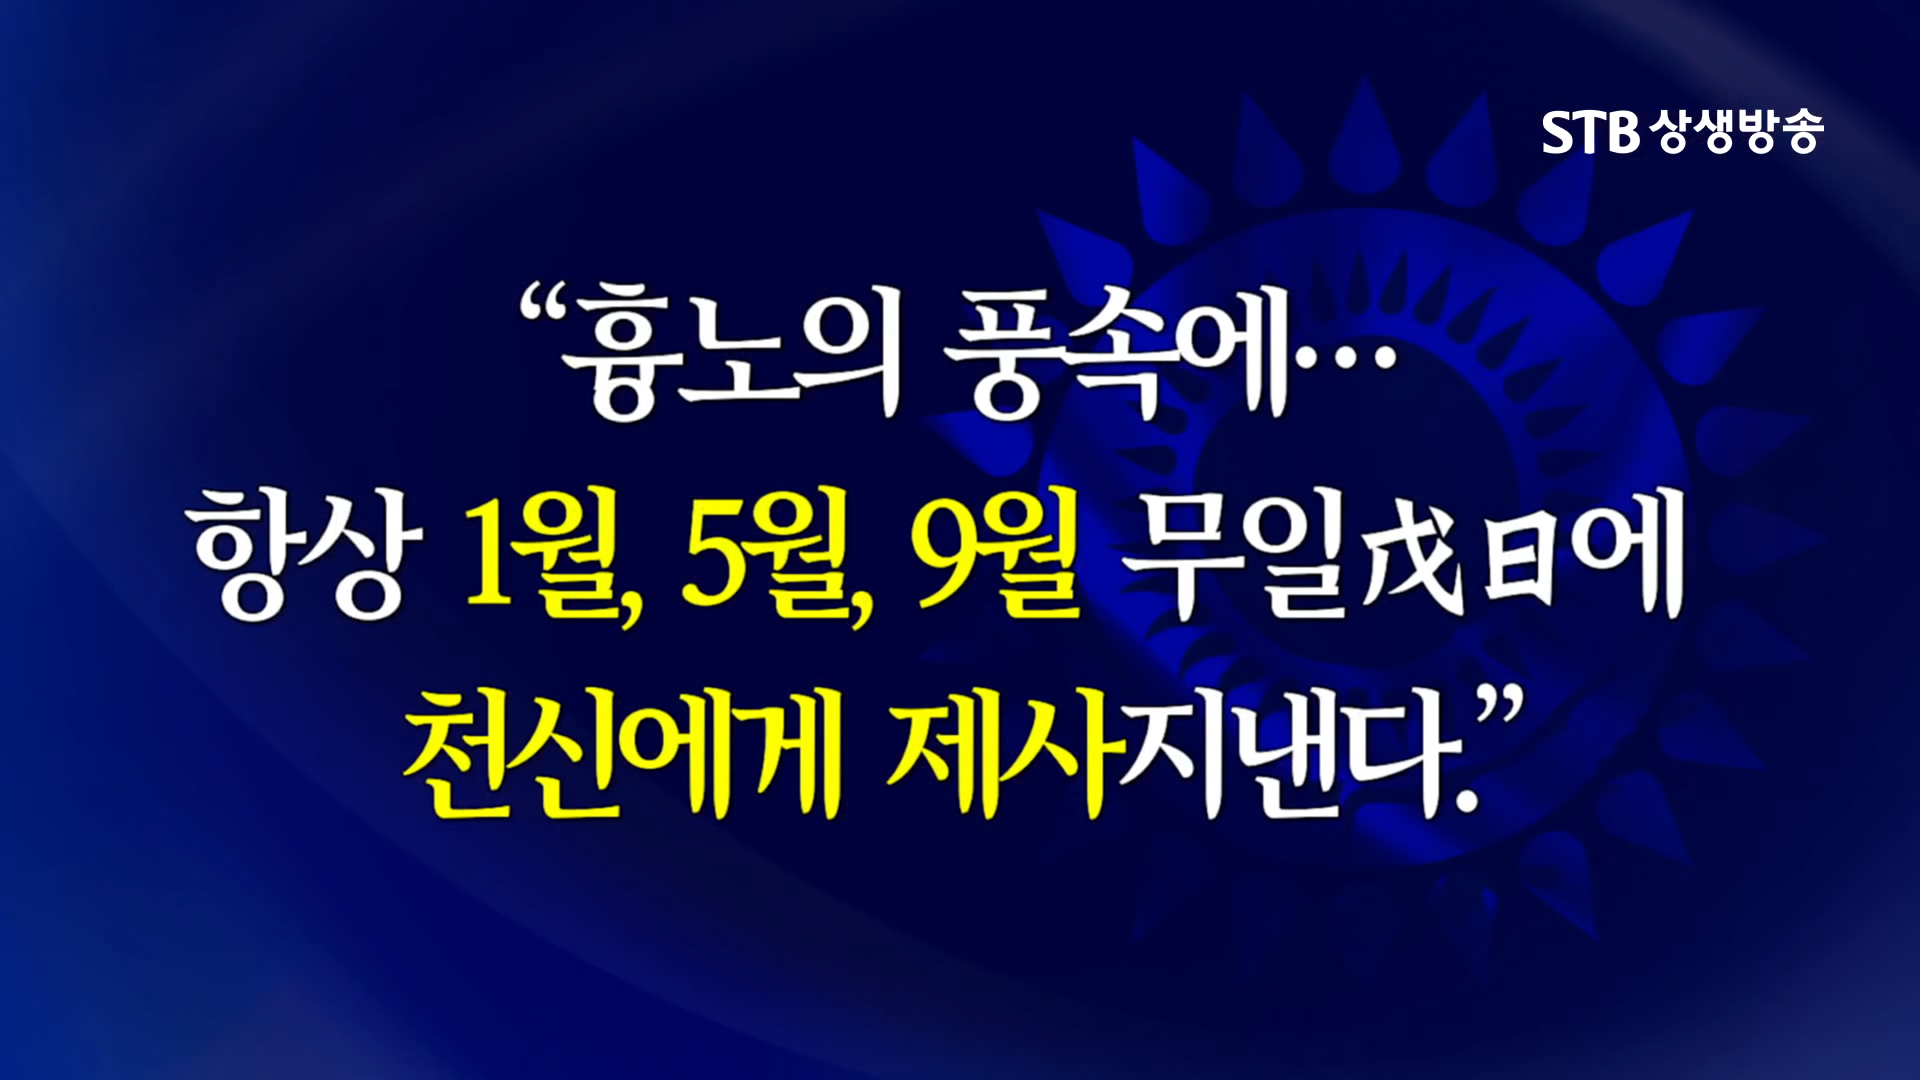 STB 상생방송
“흉노의 풍속에…
항상 1월, 5월, 9월 무일戊日에
천신에게 제사지낸다.”